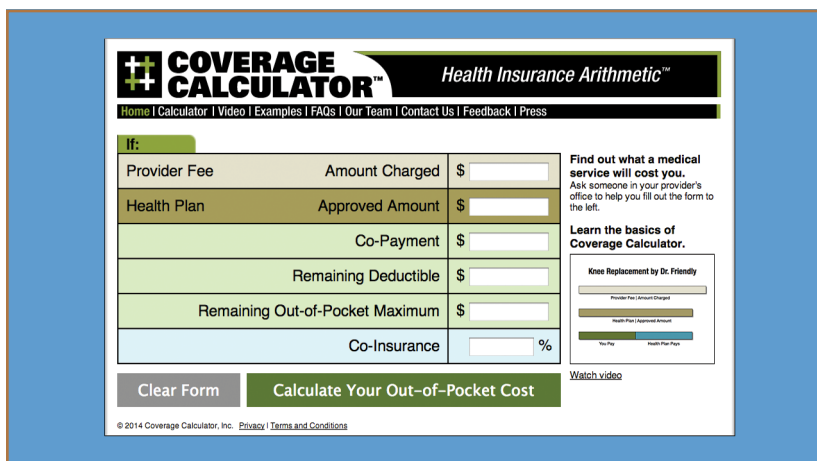 COVERAGE
CALCULATOR™
Health Insurance Arithmetic™
Home | Calculator | Video | Examples | FAQs | Our Team | Contact Us | Feedback | Press
If:
Provider Fee Amount Charged $
Health Plan Approved Amount $
Co-Payment $
Remaining Deductible $
Remaining Out-of-Pocket Maximum $
Co-Insurance %
Clear Form
Calculate Your Out-of-Pocket Cost
Find out what a medical
service will cost you.
Ask someone in your provider's
office to help you fill out the form to
the left.
Learn the basics of
Coverage Calculator.
Knee Replacement by Dr. Friendly
Provider Fee | Amount Charged
Health Plan | Approved Amount
You Pay Health Plan Pays
Watch video
© 2014 Coverage Calculator, Inc. Privacy | Terms and Conditions